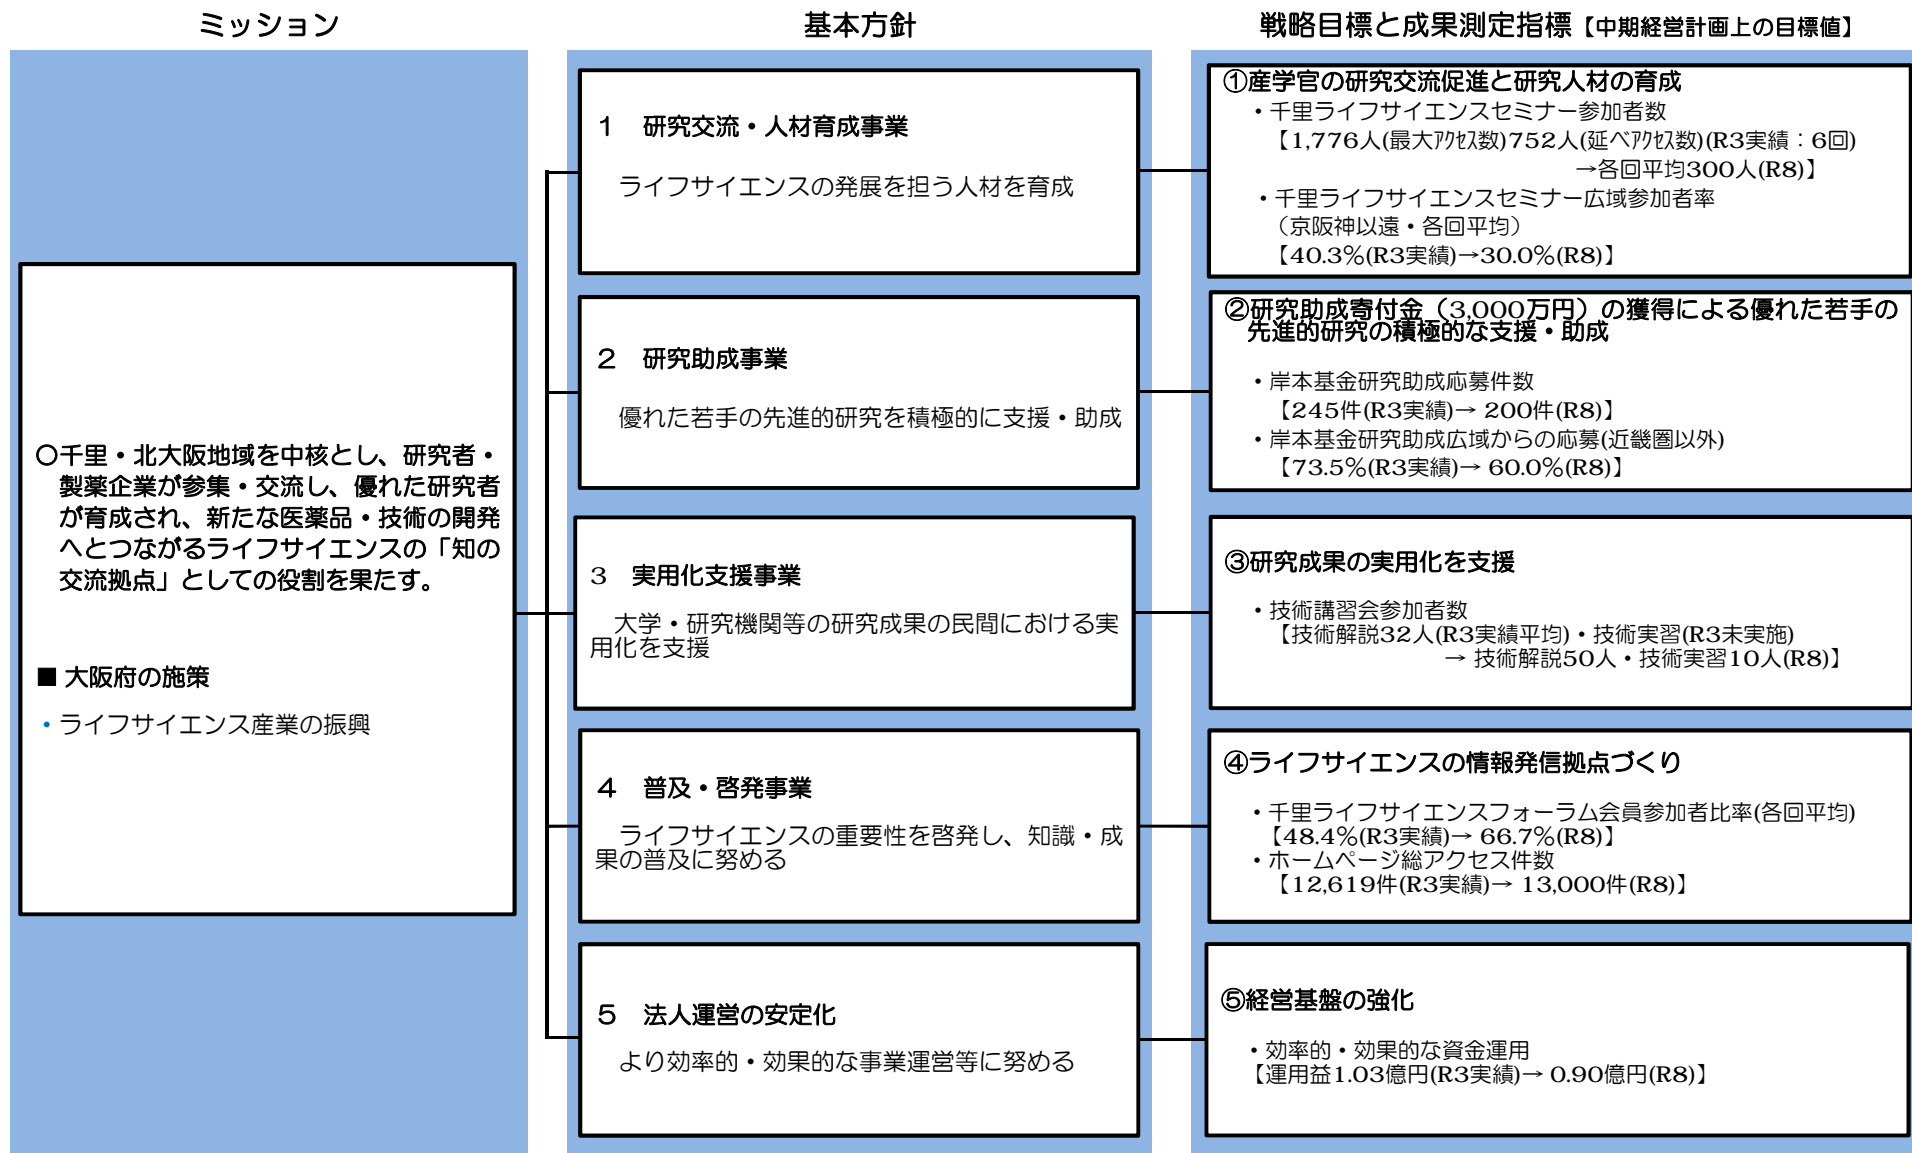 ミッション
基本方針
戦略目標と成果測定指標【中期経営計画上の目標値】
〇千里・北大阪地域を中核とし、研究者・
製薬企業が参集・交流し、優れた研究者
が育成され、新たな医薬品・技術の開発
へとつながるライフサイエンスの「知の
交流拠点」としての役割を果たす。
■ 大阪府の施策
・ライフサイエンス産業の振興
1 研究交流・人材育成事業
ライフサイエンスの発展を担う人材を育成
2 研究助成事業
優れた若手の先進的研究を積極的に支援・助成
3 実用化支援事業
大学・研究機関等の研究成果の民間における実
用化を支援
4 普及・啓発事業
ライフサイエンスの重要性を啓発し、知識・成
果の普及に努める
5 法人運営の安定化
より効率的・効果的な事業運営等に努める
①産学官の研究交流促進と研究人材の育成
・千里ライフサイエンスセミナー参加者数
【1,776人(最大ｱｸｾｽ数)752人(延べｱｸｾｽ数)(R3実績：6回)
→各回平均300人(R8)】
・千里ライフサイエンスセミナー広域参加者率
（京阪神以遠・各回平均）
【40.3％(R3実績)→30.0％(R8)】
②研究助成寄付金（3,000万円）の獲得による優れた若手の
先進的研究の積極的な支援・助成
・岸本基金研究助成応募件数
【245件(R3実績)→ 200件(R8)】
・岸本基金研究助成広域からの応募(近畿圏以外)
【73.5％(R3実績)→ 60.0％(R8)】
③研究成果の実用化を支援
・技術講習会参加者数
【技術解説32人(R3実績平均)・技術実習(R3未実施)
→ 技術解説50人・技術実習10人(R8)】
④ライフサイエンスの情報発信拠点づくり
・千里ライフサイエンスフォーラム会員参加者比率(各回平均)
【48.4％(R3実績)→ 66.7％(R8)】
・ホームページ総アクセス件数
【12,619件(R3実績)→ 13,000件(R8)】
⑤経営基盤の強化
・効率的・効果的な資金運用
【運用益1.03億円(R3実績)→ 0.90億円(R8)】